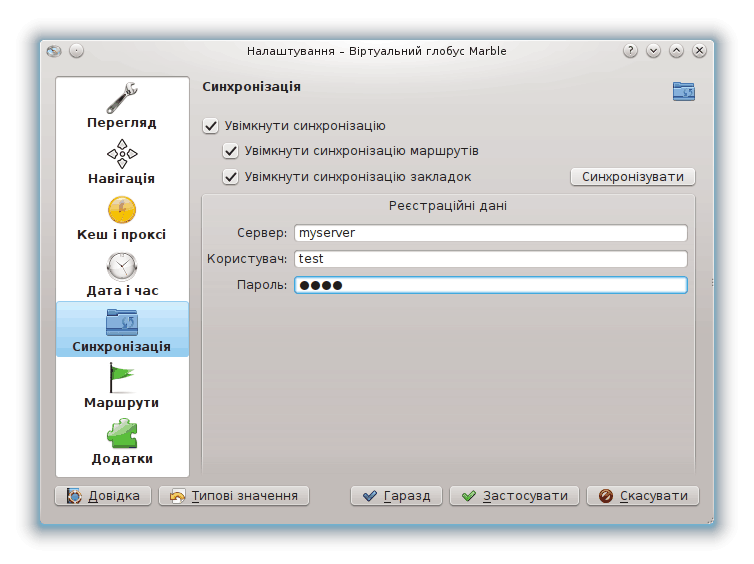 Налаштування – Віртуальний глобус Marble
Перегляд
Навігація
Кеш і проксі
Дата і час
Синхронізація
Маршрути
Додатки
Синхронізація
Увімкнути синхронізацію
Увімкнути синхронізацію маршрутів
Увімкнути синхронізацію закладок
Синхронізувати
Реєстраційні дані
Сервер: myserver
Користувач: test
Пароль: ●●●●
Довідка
Типові значення
Гаразд
Застосувати
Скасувати